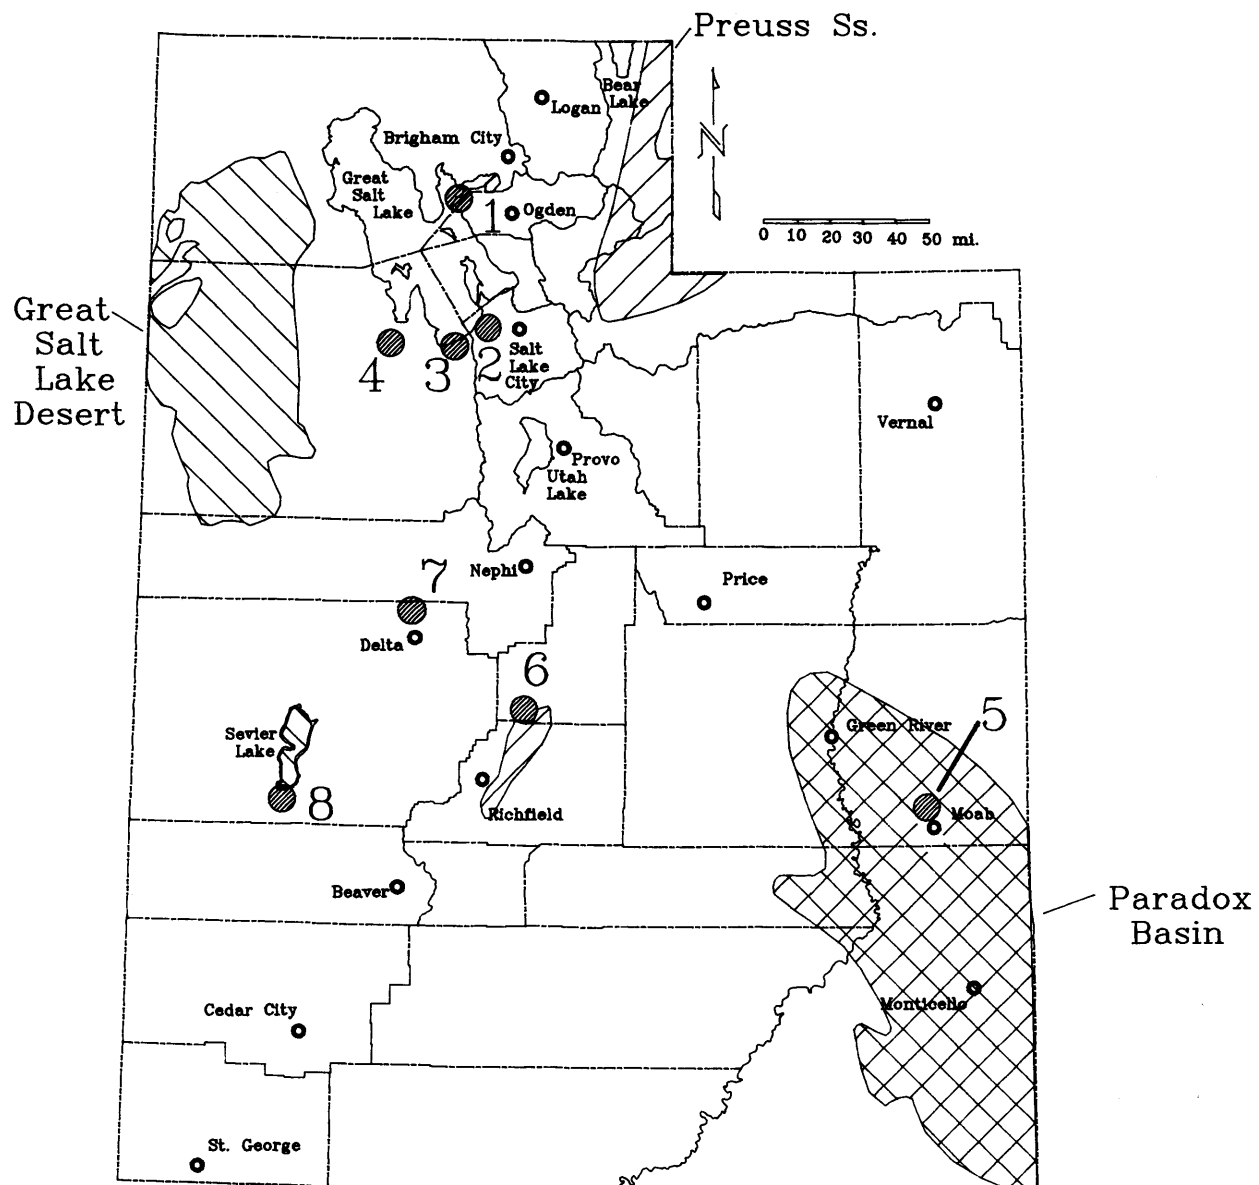 Preuss Ss.
Bear
Lake
Logan
Brigham City
Great
Salt
Lake
1
Ogden
N
0 10 20 30 40 50 mi.
Great
Salt
Lake
Desert
4
3
2
Salt
Lake
City
Vernal
Provo
Utah
Lake
7
Nephi
Price
Delta
6
Sevier
Lake
Green River
5
8
Richfield
Moab
Beaver
Paradox
Basin
Monticello
Cedar City
St. George